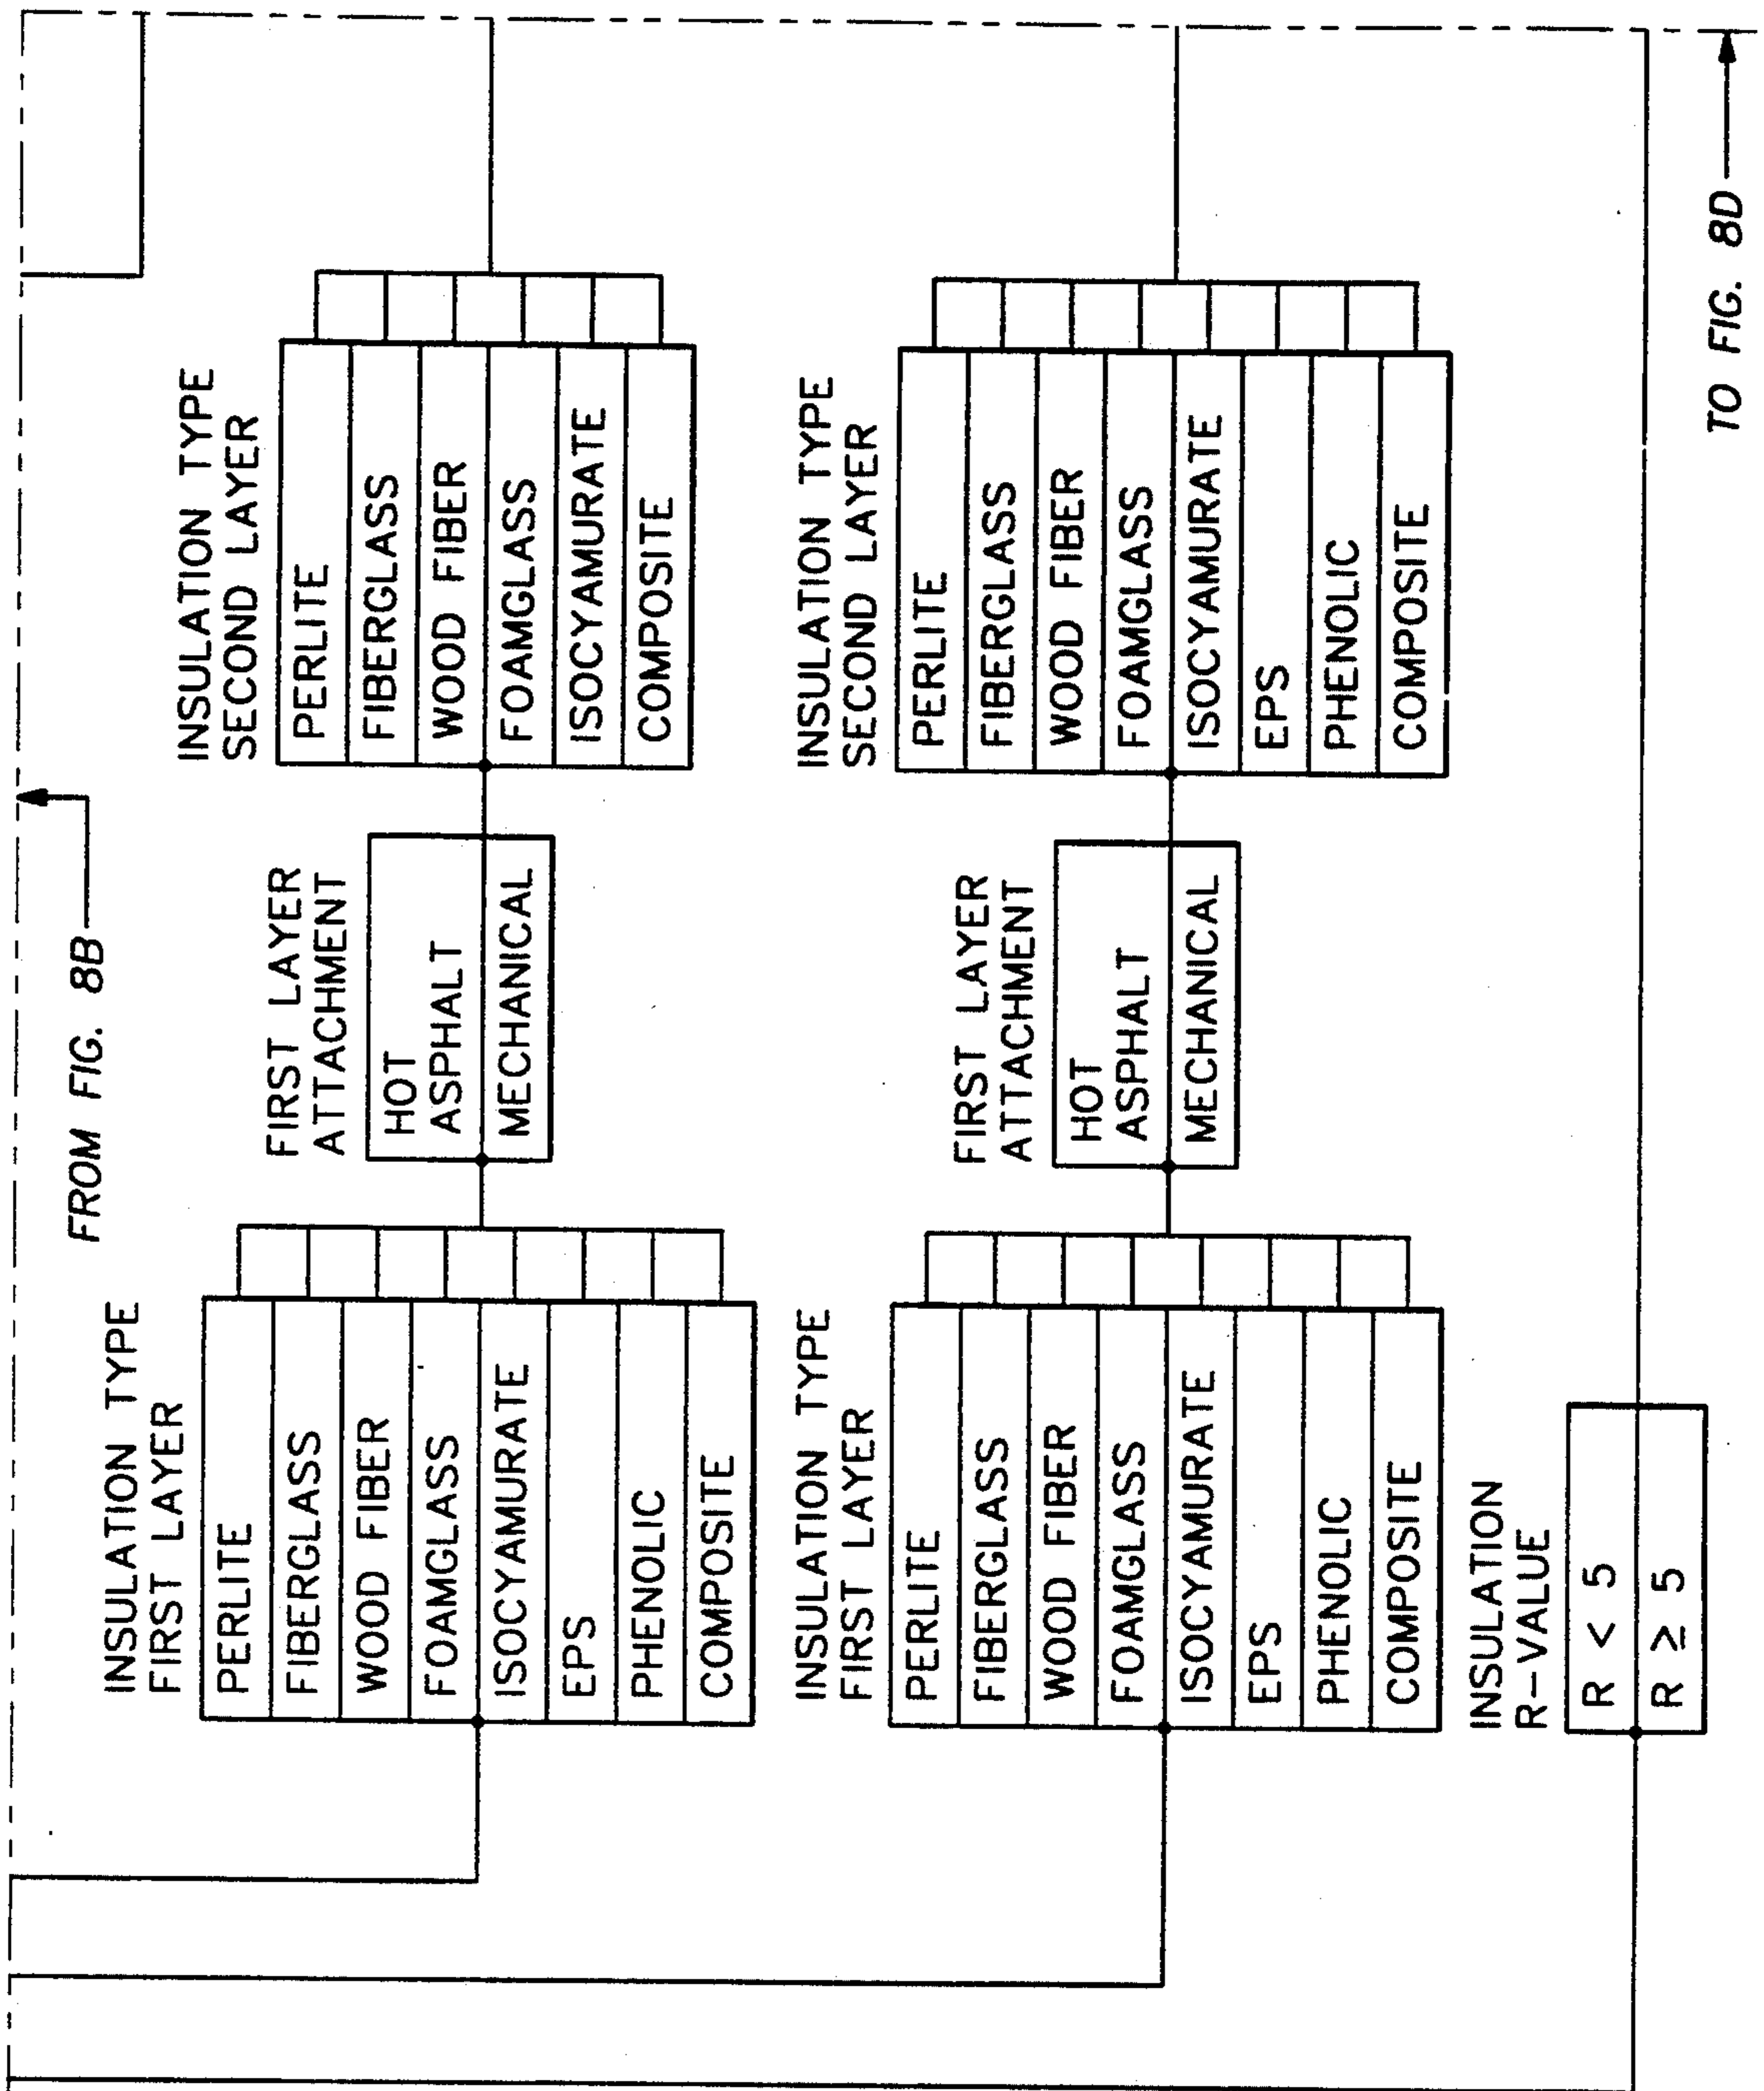 FROM FIG. 8B
INSULATION TYPE
FIRST LAYER
PERLITE
FIBERGLASS
WOOD FIBER
FOAMGLASS
ISOCYAMURATE
EPS
PHENOLIC
COMPOSITE
FIRST LAYER
ATTACHMENT
HOT
ASPHALT
MECHANICAL
INSULATION TYPE
SECOND LAYER
PERLITE
FIBERGLASS
WOOD FIBER
FOAMGLASS
ISOCYAMURATE
COMPOSITE
INSULATION TYPE
FIRST LAYER
PERLITE
FIBERGLASS
WOOD FIBER
FOAMGLASS
ISOCYAMURATE
EPS
PHENOLIC
COMPOSITE
FIRST LAYER
ATTACHMENT
HOT
ASPHALT
MECHANICAL
INSULATION TYPE
SECOND LAYER
PERLITE
FIBERGLASS
WOOD FIBER
FOAMGLASS
ISOCYAMURATE
EPS
PHENOLIC
COMPOSITE
INSULATION
R-VALUE
R < 5
R ≥ 5
TO FIG. 8D